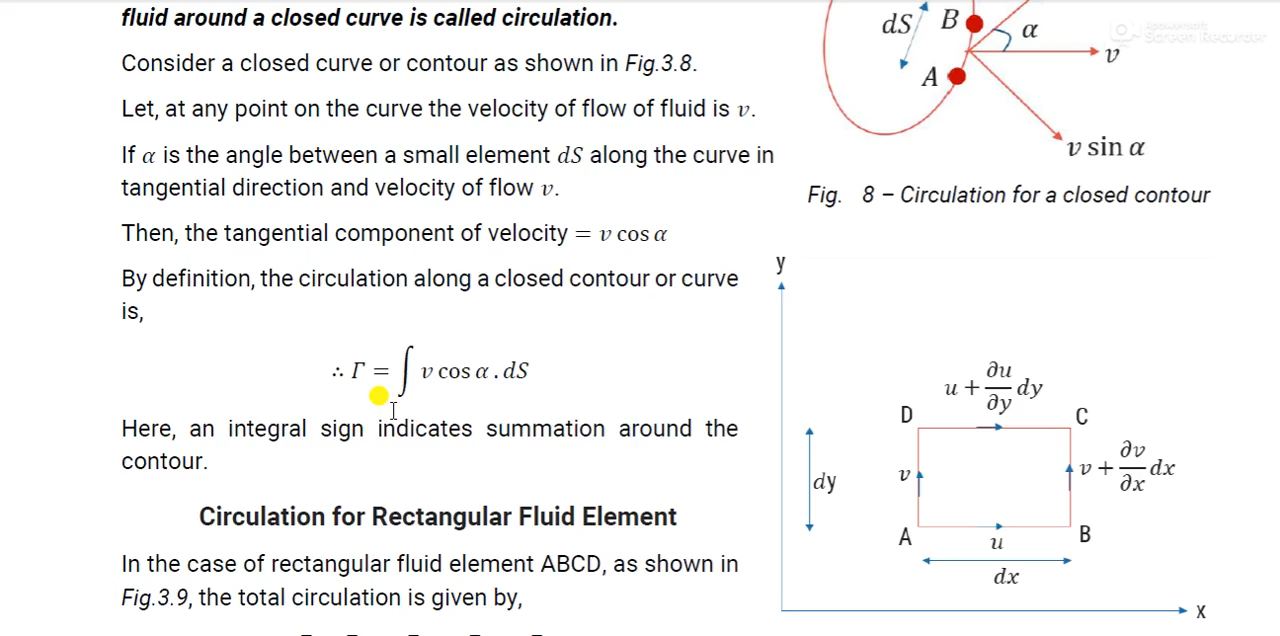 fluid around a closed curve is called circulation.
Consider a closed curve or contour as shown in Fig.3.8.
Let, at any point on the curve the velocity of flow of fluid is v.
If α is the angle between a small element dS along the curve in
tangential direction and velocity of flow v.
Then, the tangential component of velocity = v cos α
By definition, the circulation along a closed contour or curve
is,
∴ Γ = ∫ v cos α . dS
Here, an integral sign indicates summation around the
contour.
Circulation for Rectangular Fluid Element
In the case of rectangular fluid element ABCD, as shown in
Fig.3.9, the total circulation is given by,
dS B α
v
A
v sin α
Apowersoft
Screen Recorder
Fig. 8 – Circulation for a closed contour
y
u + ∂u/∂y dy
D C
v v + ∂v/∂x dx
dy
A B
u
dx
x